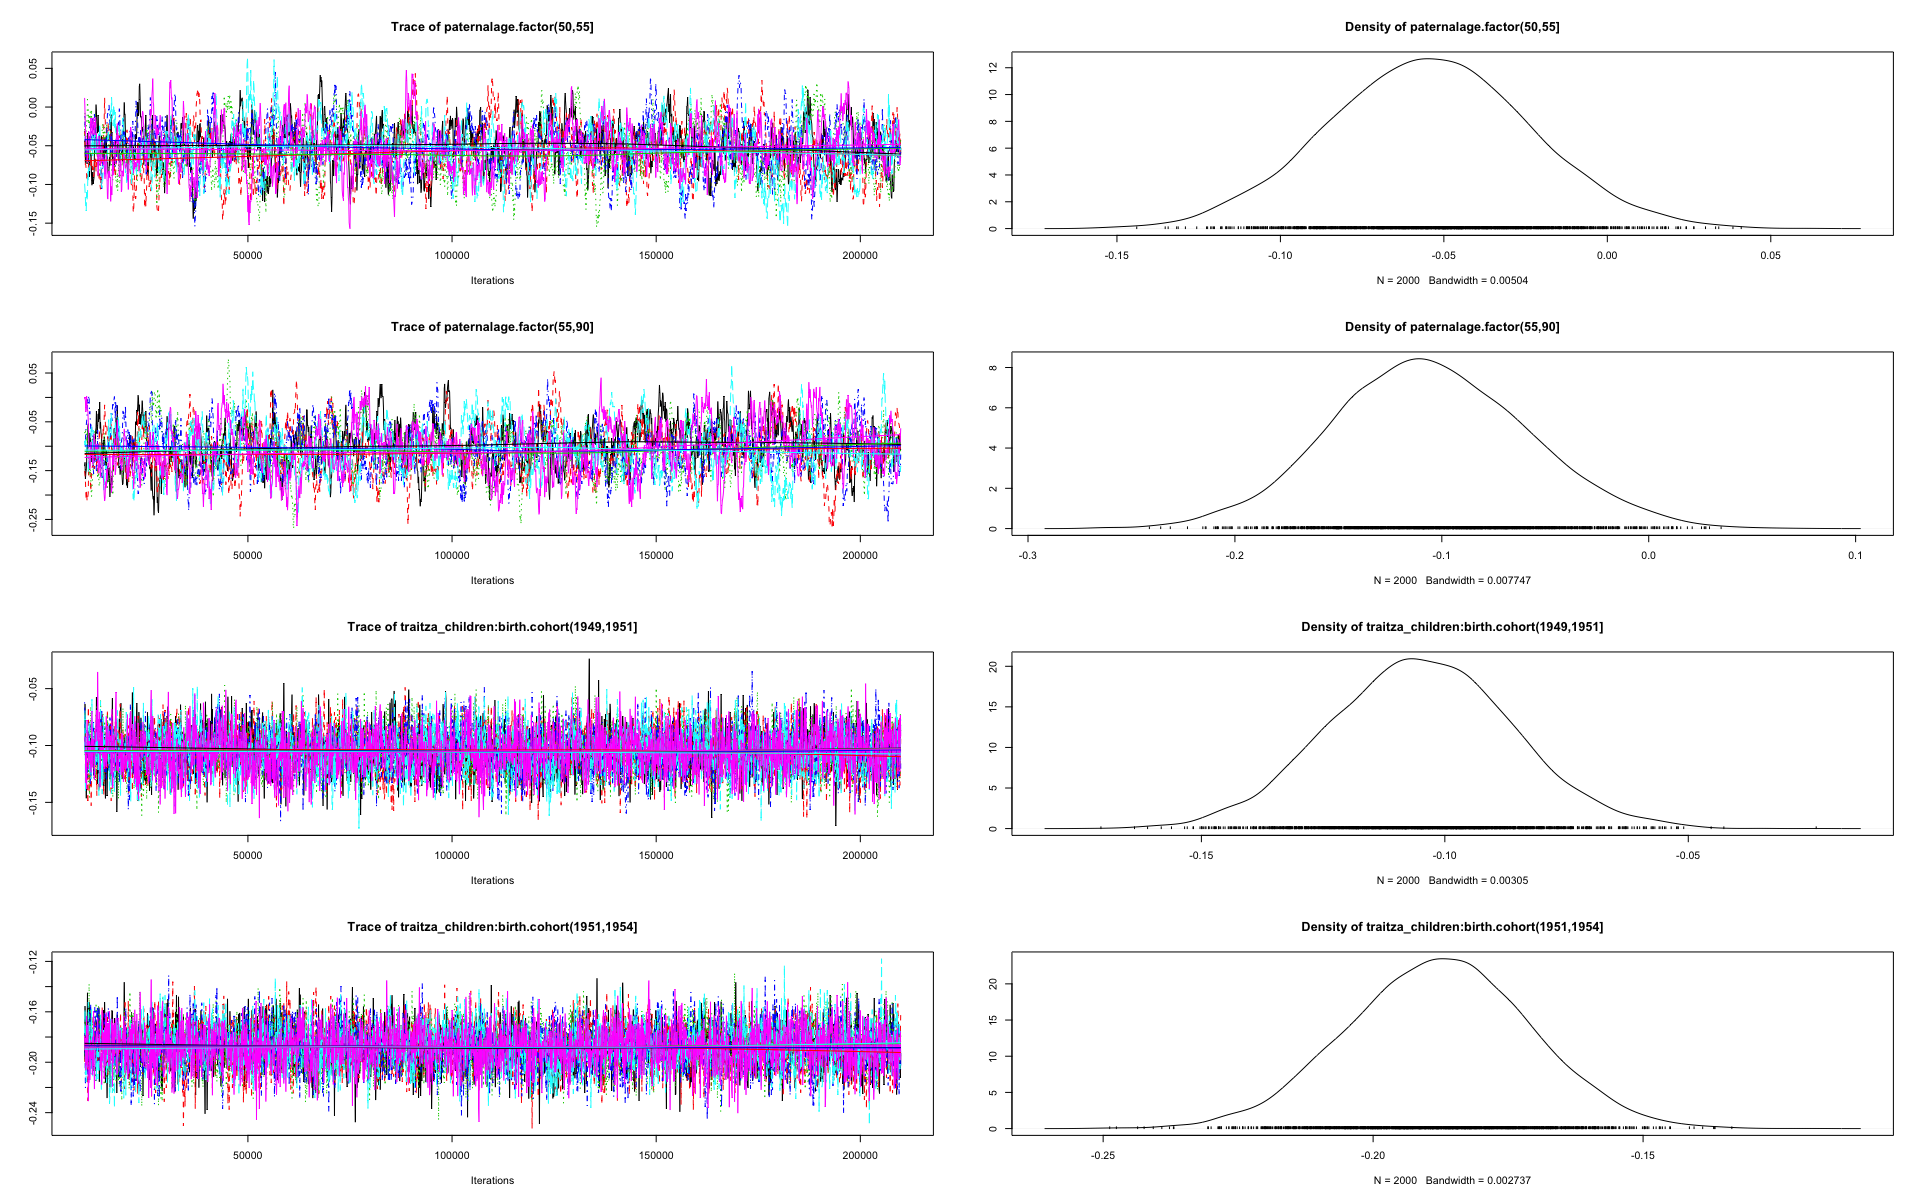 Trace of paternalage.factor(50,55]
0.05
0.00
-0.05
-0.10
-0.15
50000 100000 150000 200000
Iterations
Density of paternalage.factor(50,55]
12
10
8
6
4
2
0
-0.15 -0.10 -0.05 0.00 0.05
N = 2000 Bandwidth = 0.00504
Trace of paternalage.factor(55,90]
0.05
-0.05
-0.15
-0.25
50000 100000 150000 200000
Iterations
Density of paternalage.factor(55,90]
8
6
4
2
0
-0.3 -0.2 -0.1 0.0 0.1
N = 2000 Bandwidth = 0.007747
Trace of traitza_children:birth.cohort(1949,1951]
-0.05
-0.10
-0.15
50000 100000 150000 200000
Iterations
Density of traitza_children:birth.cohort(1949,1951]
20
15
10
5
0
-0.15 -0.10 -0.05
N = 2000 Bandwidth = 0.00305
Trace of traitza_children:birth.cohort(1951,1954]
-0.12
-0.16
-0.20
-0.24
50000 100000 150000 200000
Iterations
Density of traitza_children:birth.cohort(1951,1954]
20
15
10
5
0
-0.25 -0.20 -0.15
N = 2000 Bandwidth = 0.002737